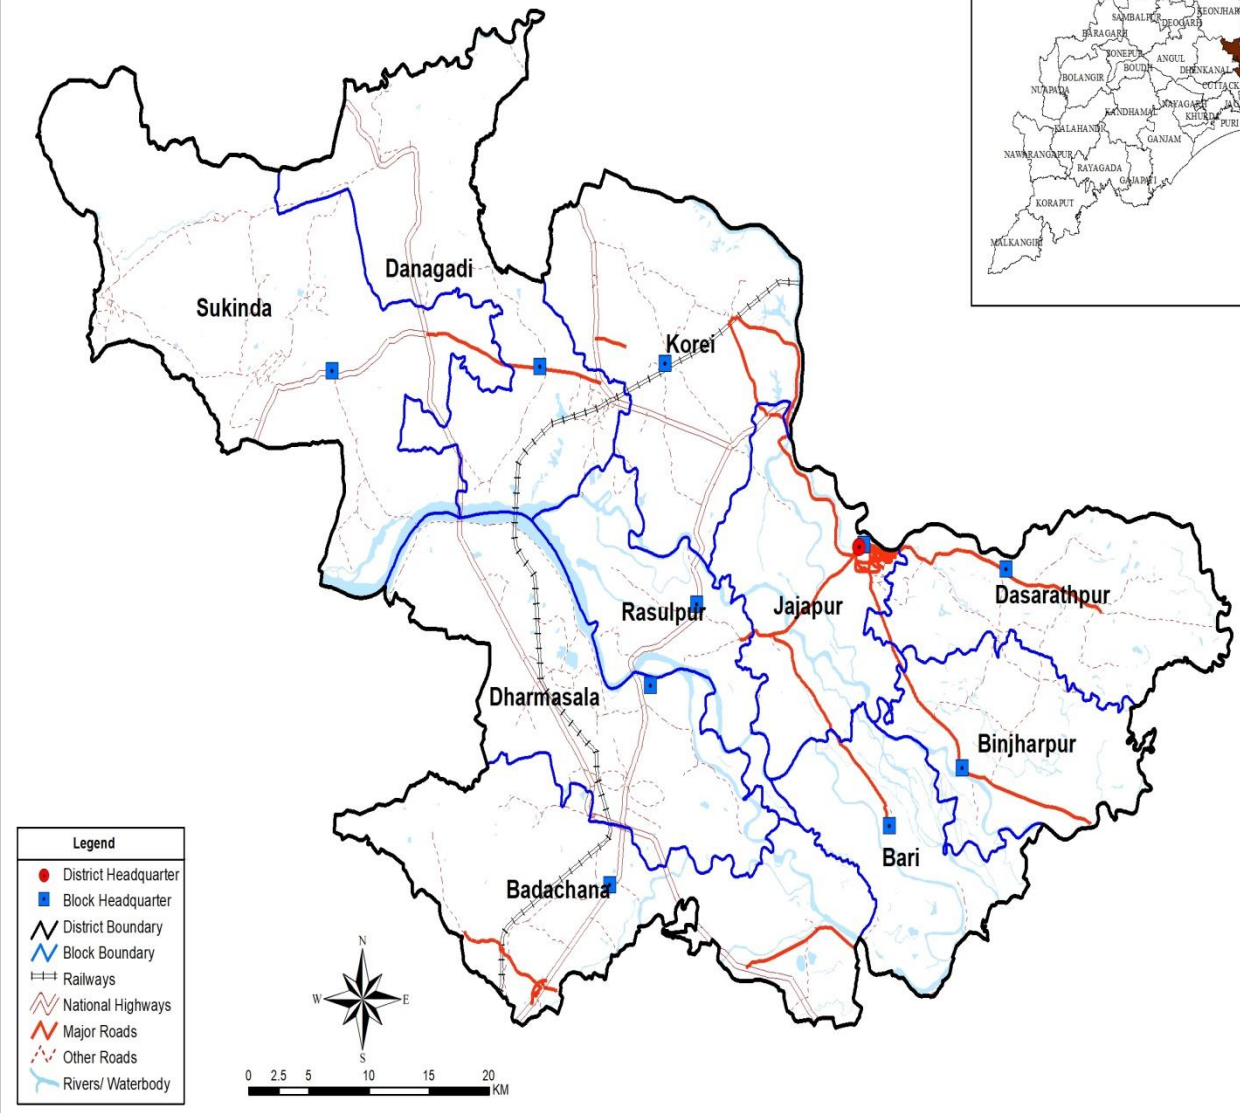 KEONJHAR
SAMBALPUR
DEOGARH
BARAGARH
SONEPUR
ANGUL
BOUDH
DHENKANAL
BOLANGIR
CUTTACK
NUAPADA
NAYAGARH
JAG
KANDHAMAL
KHURDA
PURI
KALAHANDI
GANJAM
NAWARANGAPUR
RAYAGADA
GAJAPATI
KORAPUT
MALKANGIRI
Danagadi
Sukinda
Korei
Dasarathpur
Rasulpur
Jajapur
Dharmasala
Binjharpur
Bari
Badachana
Legend
District Headquarter
Block Headquarter
District Boundary
Block Boundary
Railways
National Highways
Major Roads
Other Roads
Rivers/ Waterbody
N
W E
S
0 2.5 5 10 15 20
KM